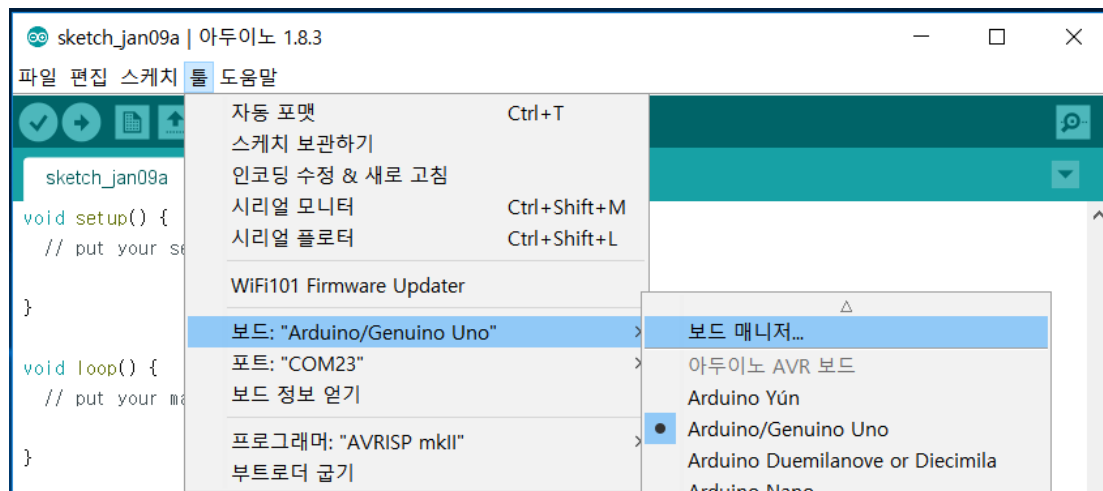 sketch_jan09a | 아두이노 1.8.3
파일 편집 스케치 툴 도움말
sketch_jan09a
void setup() {
// put your se
}
void loop() {
// put your ma
}
자동 포맷 Ctrl+T
스케치 보관하기
인코딩 수정 & 새로 고침
시리얼 모니터 Ctrl+Shift+M
시리얼 플로터 Ctrl+Shift+L
WiFi101 Firmware Updater
보드: "Arduino/Genuino Uno"
포트: "COM23"
보드 정보 얻기
프로그래머: "AVRISP mkII"
부트로더 굽기
보드 매니저...
아두이노 AVR 보드
Arduino Yún
Arduino/Genuino Uno
Arduino Duemilanove or Diecimila
Arduino Nano